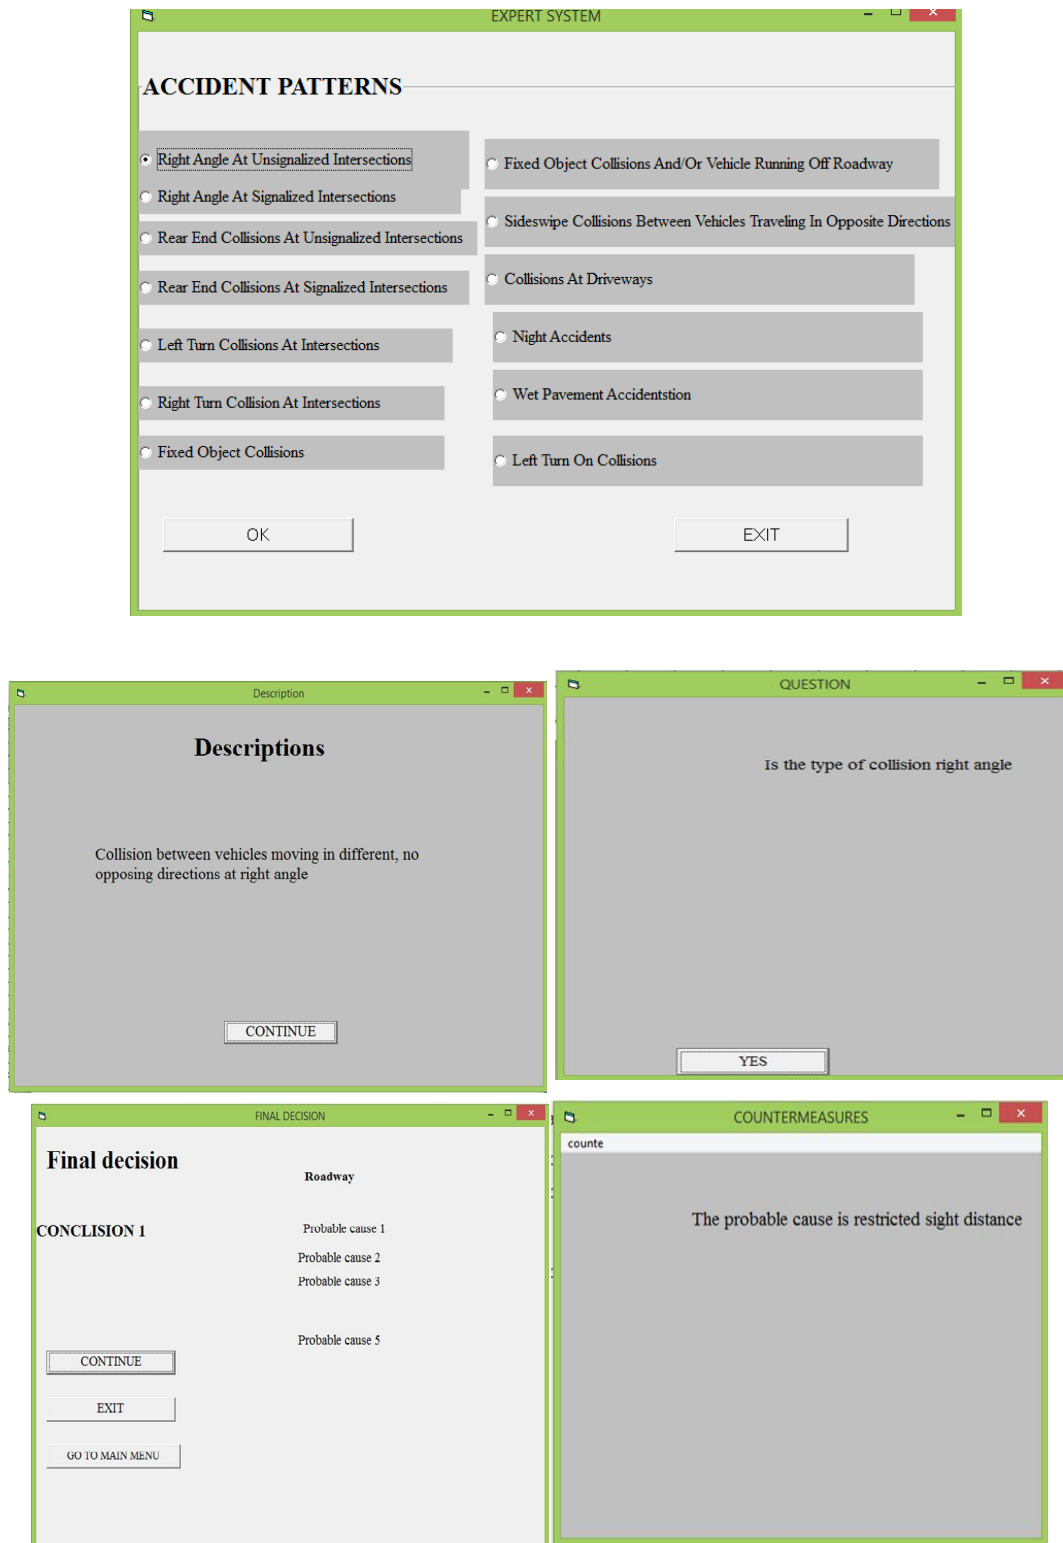 EXPERT SYSTEM
ACCIDENT PATTERNS
Right Angle At Unsignalized Intersections
Right Angle At Signalized Intersections
Rear End Collisions At Unsignalized Intersections
Rear End Collisions At Signalized Intersections
Left Turn Collisions At Intersections
Right Turn Collision At Intersections
Fixed Object Collisions
Fixed Object Collisions And/Or Vehicle Running Off Roadway
Sideswipe Collisions Between Vehicles Traveling In Opposite Directions
Collisions At Driveways
Night Accidents
Wet Pavement Accidentstion
Left Turn On Collisions
OK
EXIT
Description
Descriptions
Collision between vehicles moving in different, no
opposing directions at right angle
CONTINUE
QUESTION
Is the type of collision right angle
YES
FINAL DECISION
Final decision
Roadway
CONCLISION 1
Probable cause 1
Probable cause 2
Probable cause 3
Probable cause 5
CONTINUE
EXIT
GO TO MAIN MENU
COUNTERMEASURES
counte
The probable cause is restricted sight distance